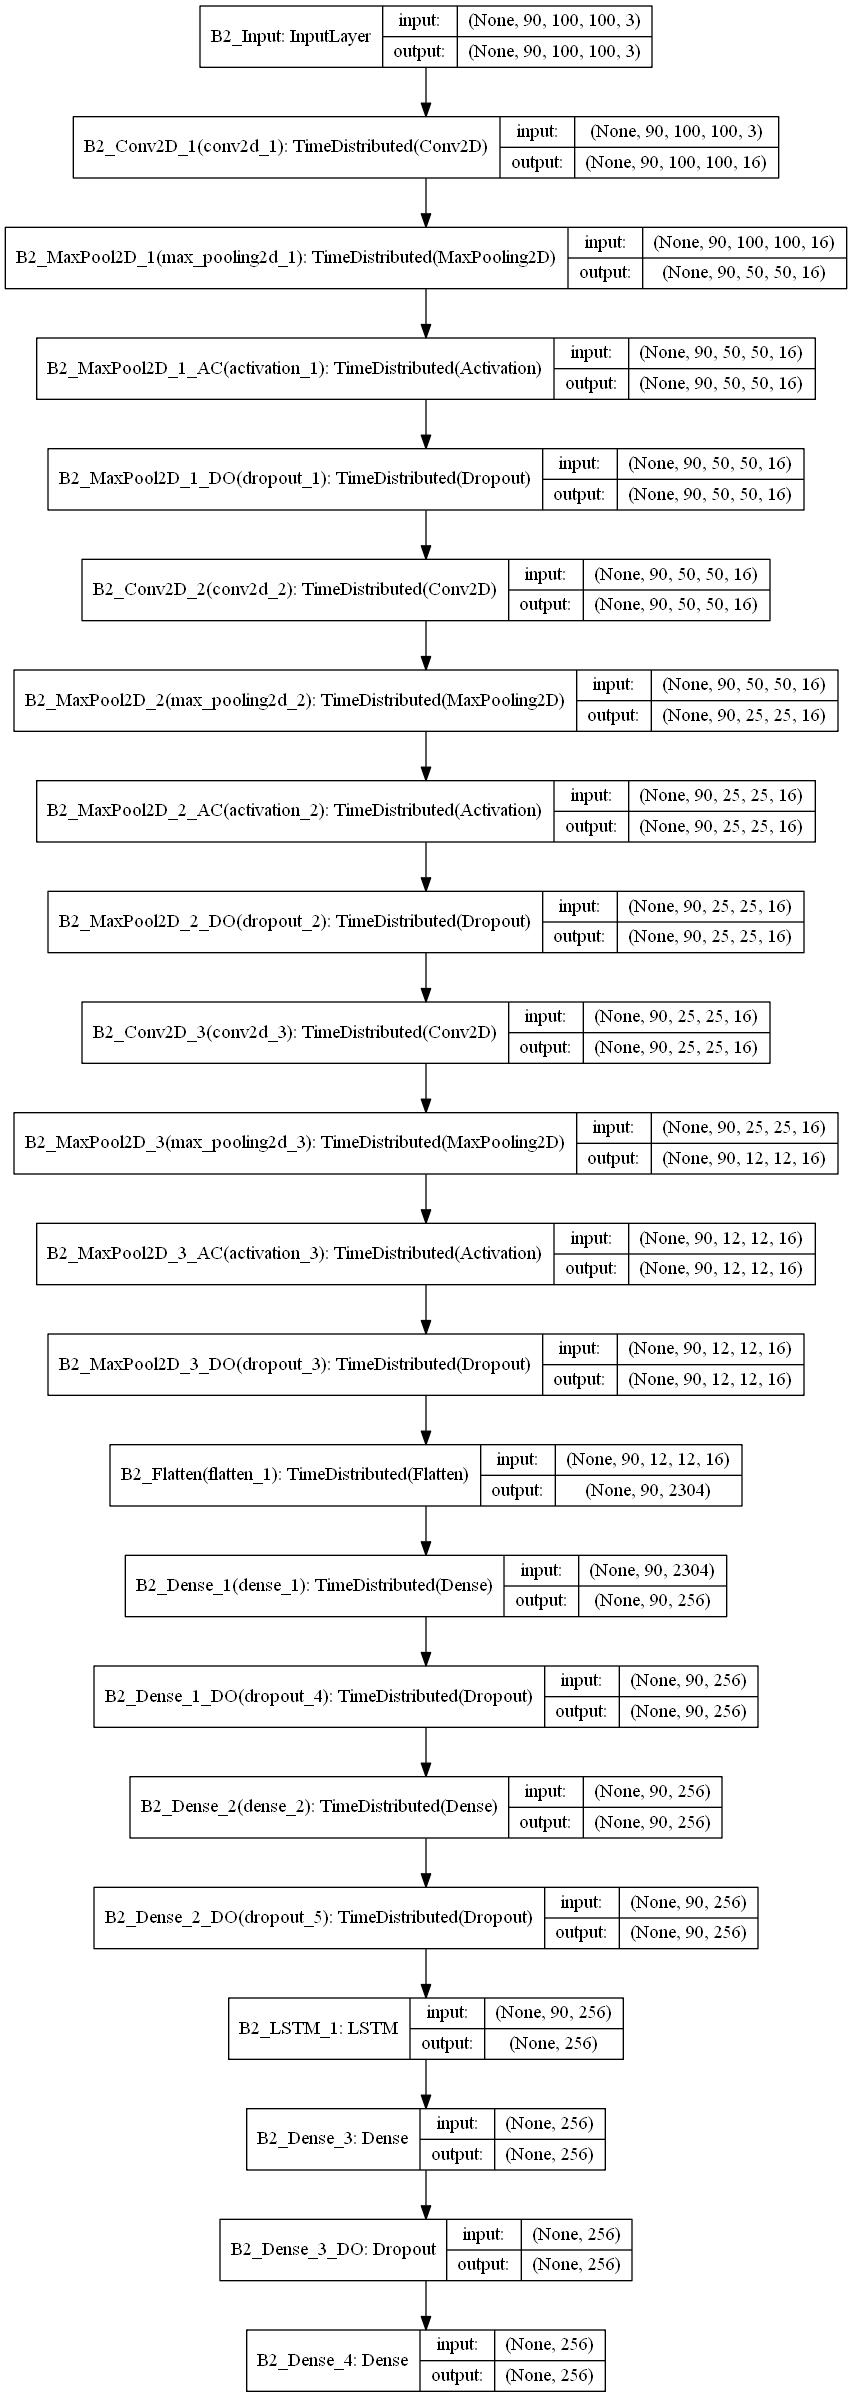 B2_Input: InputLayer
input: (None, 90, 100, 100, 3)
output: (None, 90, 100, 100, 3)
B2_Conv2D_1(conv2d_1): TimeDistributed(Conv2D)
input: (None, 90, 100, 100, 3)
output: (None, 90, 100, 100, 16)
B2_MaxPool2D_1(max_pooling2d_1): TimeDistributed(MaxPooling2D)
input: (None, 90, 100, 100, 16)
output: (None, 90, 50, 50, 16)
B2_MaxPool2D_1_AC(activation_1): TimeDistributed(Activation)
input: (None, 90, 50, 50, 16)
output: (None, 90, 50, 50, 16)
B2_MaxPool2D_1_DO(dropout_1): TimeDistributed(Dropout)
input: (None, 90, 50, 50, 16)
output: (None, 90, 50, 50, 16)
B2_Conv2D_2(conv2d_2): TimeDistributed(Conv2D)
input: (None, 90, 50, 50, 16)
output: (None, 90, 50, 50, 16)
B2_MaxPool2D_2(max_pooling2d_2): TimeDistributed(MaxPooling2D)
input: (None, 90, 50, 50, 16)
output: (None, 90, 25, 25, 16)
B2_MaxPool2D_2_AC(activation_2): TimeDistributed(Activation)
input: (None, 90, 25, 25, 16)
output: (None, 90, 25, 25, 16)
B2_MaxPool2D_2_DO(dropout_2): TimeDistributed(Dropout)
input: (None, 90, 25, 25, 16)
output: (None, 90, 25, 25, 16)
B2_Conv2D_3(conv2d_3): TimeDistributed(Conv2D)
input: (None, 90, 25, 25, 16)
output: (None, 90, 25, 25, 16)
B2_MaxPool2D_3(max_pooling2d_3): TimeDistributed(MaxPooling2D)
input: (None, 90, 25, 25, 16)
output: (None, 90, 12, 12, 16)
B2_MaxPool2D_3_AC(activation_3): TimeDistributed(Activation)
input: (None, 90, 12, 12, 16)
output: (None, 90, 12, 12, 16)
B2_MaxPool2D_3_DO(dropout_3): TimeDistributed(Dropout)
input: (None, 90, 12, 12, 16)
output: (None, 90, 12, 12, 16)
B2_Flatten(flatten_1): TimeDistributed(Flatten)
input: (None, 90, 12, 12, 16)
output: (None, 90, 2304)
B2_Dense_1(dense_1): TimeDistributed(Dense)
input: (None, 90, 2304)
output: (None, 90, 256)
B2_Dense_1_DO(dropout_4): TimeDistributed(Dropout)
input: (None, 90, 256)
output: (None, 90, 256)
B2_Dense_2(dense_2): TimeDistributed(Dense)
input: (None, 90, 256)
output: (None, 90, 256)
B2_Dense_2_DO(dropout_5): TimeDistributed(Dropout)
input: (None, 90, 256)
output: (None, 90, 256)
B2_LSTM_1: LSTM
input: (None, 90, 256)
output: (None, 256)
B2_Dense_3: Dense
input: (None, 256)
output: (None, 256)
B2_Dense_3_DO: Dropout
input: (None, 256)
output: (None, 256)
B2_Dense_4: Dense
input: (None, 256)
output: (None, 256)